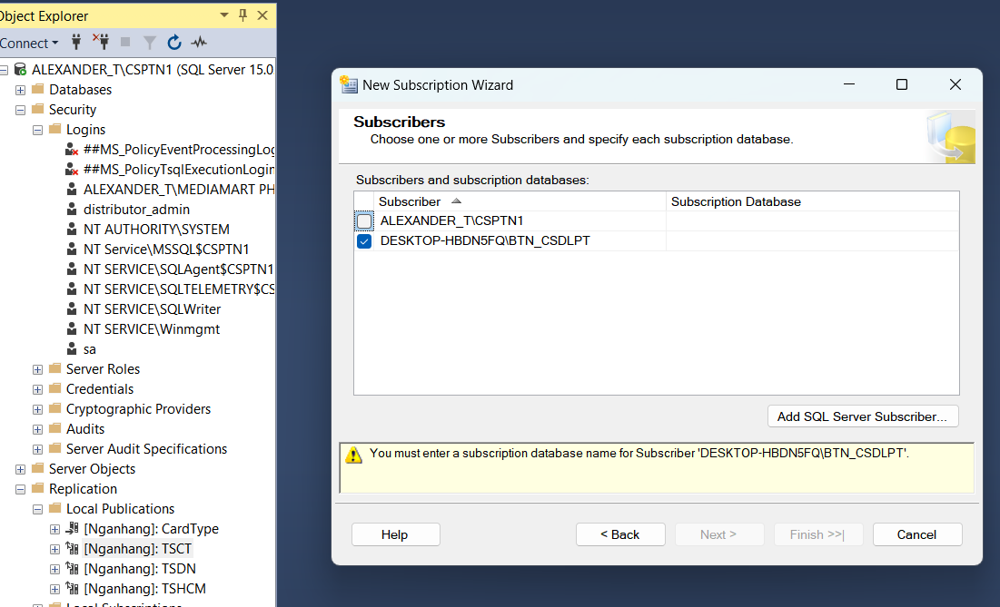 Object Explorer
Connect
ALEXANDER_T\CSPTN1 (SQL Server 15.0
Databases
Security
Logins
##MS_PolicyEventProcessingLog
##MS_PolicyTsqlExecutionLogin
ALEXANDER_T\MEDIAMART PH
distributor_admin
NT AUTHORITY\SYSTEM
NT Service\MSSQL$CSPTN1
NT SERVICE\SQLAgent$CSPTN1
NT SERVICE\SQLTELEMETRY$CS
NT SERVICE\SQLWriter
NT SERVICE\Winmgmt
sa
Server Roles
Credentials
Cryptographic Providers
Audits
Server Audit Specifications
Server Objects
Replication
Local Publications
[Nganhang]: CardType
[Nganhang]: TSCT
[Nganhang]: TSDN
[Nganhang]: TSHCM
Local Subscriptions
New Subscription Wizard
Subscribers
Choose one or more Subscribers and specify each subscription database.
Subscribers and subscription databases:
Subscriber Subscription Database
ALEXANDER_T\CSPTN1
DESKTOP-HBDN5FQ\BTN_CSDLPT
Add SQL Server Subscriber...
You must enter a subscription database name for Subscriber 'DESKTOP-HBDN5FQ\BTN_CSDLPT'.
Help < Back Next > Finish >>| Cancel